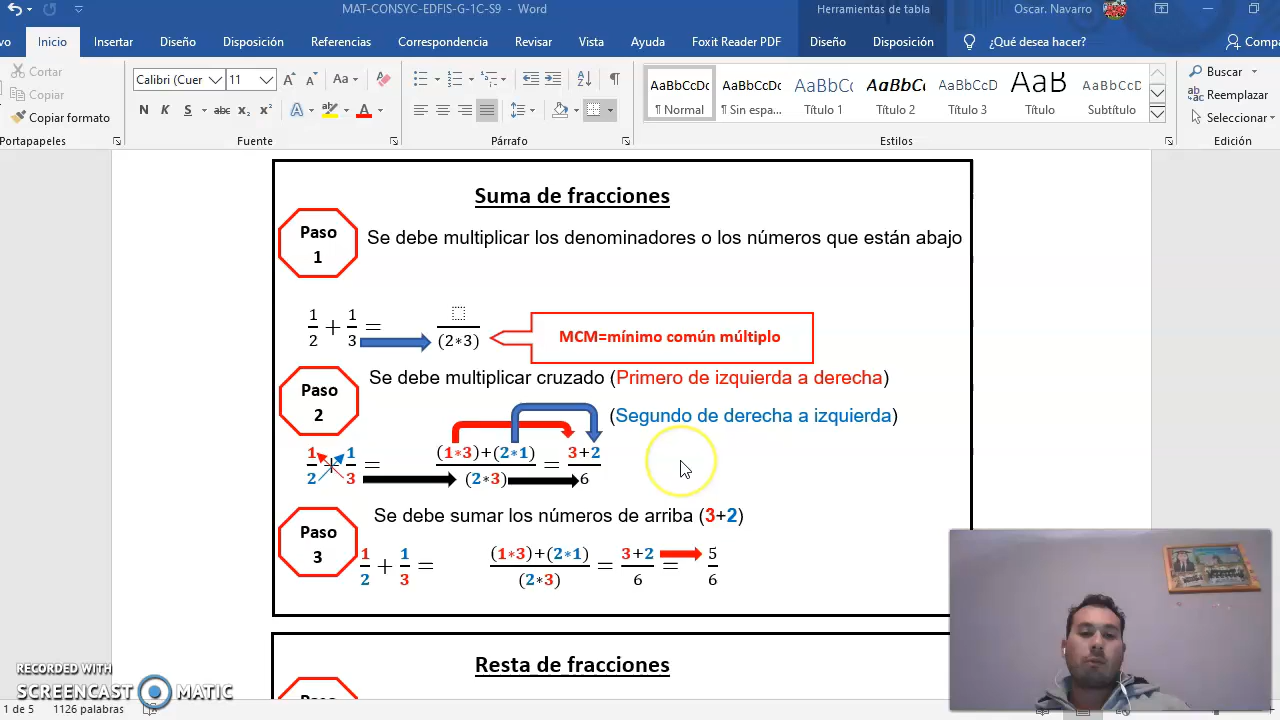 MAT-CONSYC-EDFIS-G-1C-S9 - Word
Herramientas de tabla
Oscar. Navarro
vo Inicio Insertar Diseño Disposición Referencias Correspondencia Revisar Vista Ayuda Foxit Reader PDF Diseño Disposición ¿Qué desea hacer? Compa
Cortar
Copiar
Copiar formato
Portapapeles
Calibri (Cuer 11
Aa
N K S abc x₂ x²
A
Fuente
Párrafo
AaBbCcDc AaBbCcDc AaBbCc AaBbCcD AaBbCcD AaB AaBbCcD
¶ Normal ¶ Sin espa... Título 1 Título 2 Título 3 Título Subtítulo
Estilos
Buscar
Reemplazar
Seleccionar
Edición
Suma de fracciones
Paso 1
Se debe multiplicar los denominadores o los números que están abajo
1/2 + 1/3 = ⬚/(2*3)
MCM=mínimo común múltiplo
Paso 2
Se debe multiplicar cruzado (Primero de izquierda a derecha)
(Segundo de derecha a izquierda)
1/2 + 1/3 = (1*3)+(2*1)/(2*3) = 3+2/6
Paso 3
Se debe sumar los números de arriba (3+2)
1/2 + 1/3 = (1*3)+(2*1)/(2*3) = 3+2/6 = 5/6
Resta de fracciones
Paso
RECORDED WITH
SCREENCAST MATIC
1 de 5 1126 palabras